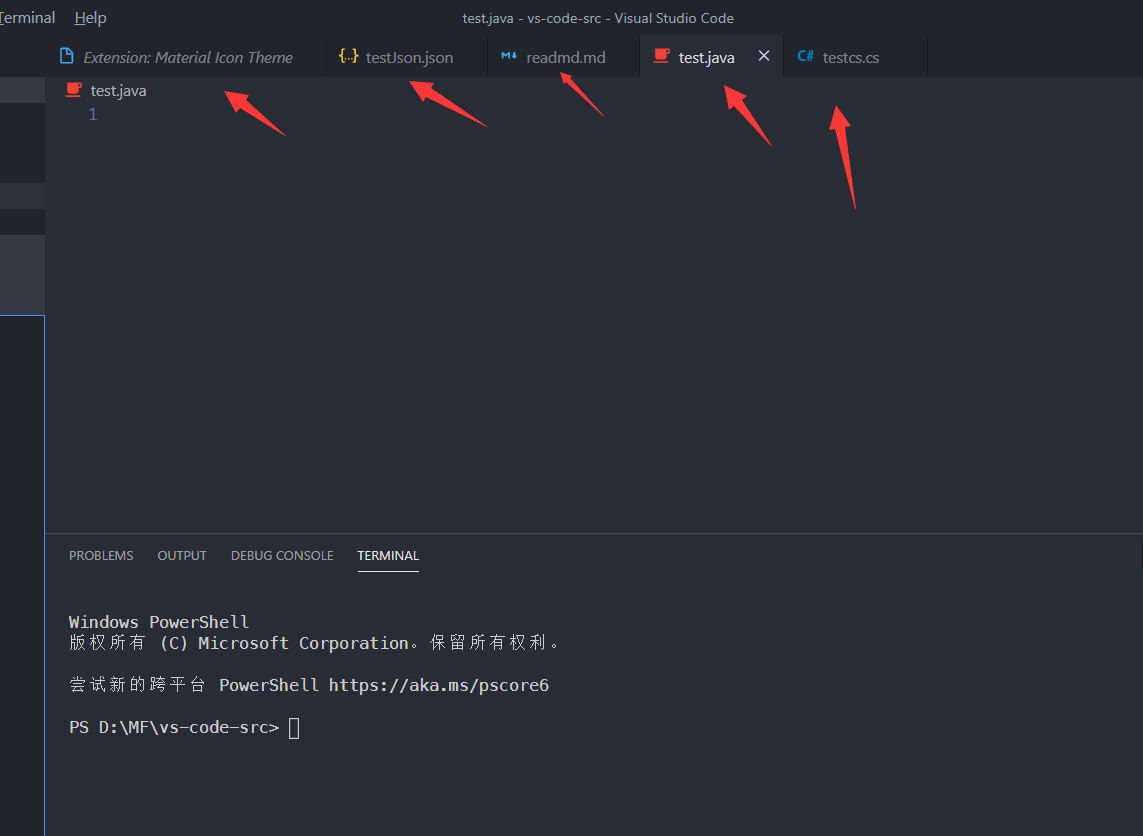 Terminal Help test.java - vs-code-src - Visual Studio Code
Extension: Material Icon Theme {..} testJson.json M readmd.md test.java × C# testcs.cs
test.java
1
PROBLEMS OUTPUT DEBUG CONSOLE TERMINAL
Windows PowerShell
版权所有 (C) Microsoft Corporation。保留所有权利。
尝试新的跨平台 PowerShell https://aka.ms/pscore6
PS D:\MF\vs-code-src>